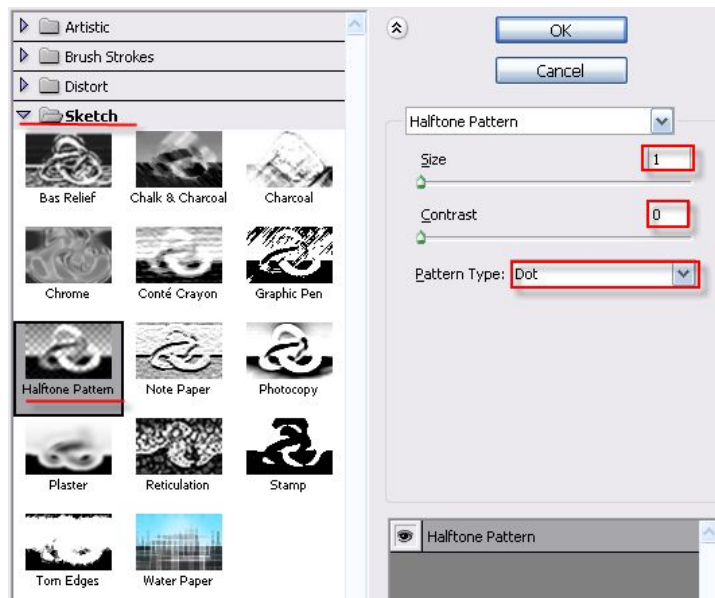 Artistic
Brush Strokes
Distort
Sketch
Bas Relief
Chalk & Charcoal
Charcoal
Chrome
Conté Crayon
Graphic Pen
Halftone Pattern
Note Paper
Photocopy
Plaster
Reticulation
Stamp
Torn Edges
Water Paper
OK
Cancel
Halftone Pattern
Size 1
Contrast 0
Pattern Type: Dot
Halftone Pattern